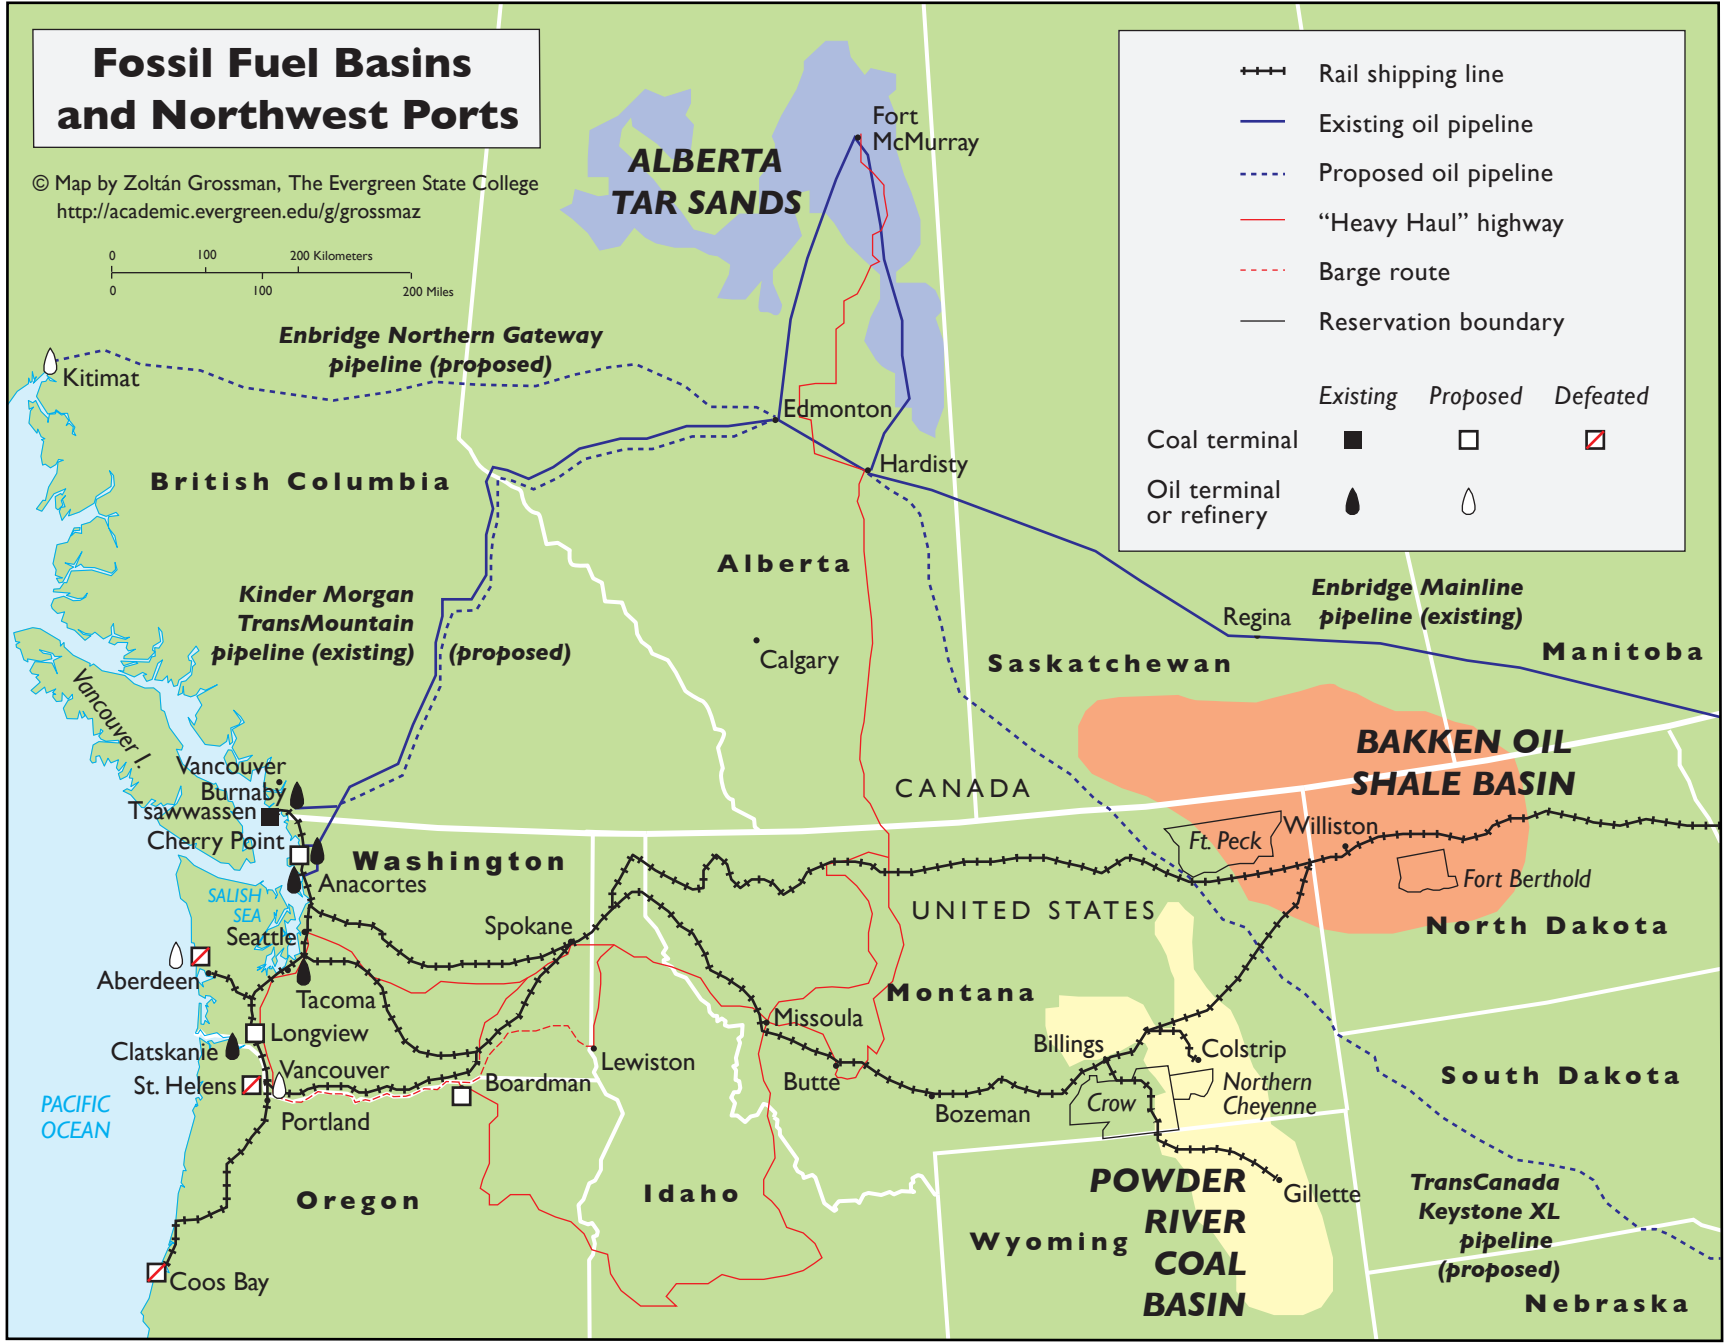 Fossil Fuel Basins
and Northwest Ports
© Map by Zoltán Grossman, The Evergreen State College
http://academic.evergreen.edu/g/grossmaz
0 100 200 Kilometers
0 100 200 Miles
Rail shipping line
Existing oil pipeline
Proposed oil pipeline
“Heavy Haul” highway
Barge route
Reservation boundary
Existing Proposed Defeated
Coal terminal
Oil terminal
or refinery
Fort
McMurray
ALBERTA
TAR SANDS
Enbridge Northern Gateway
pipeline (proposed)
Kitimat
Edmonton
Hardisty
British Columbia
Alberta
Kinder Morgan
TransMountain
pipeline (existing) (proposed)
Calgary
Enbridge Mainline
pipeline (existing)
Regina
Saskatchewan
Manitoba
Vancouver I.
BAKKEN OIL
SHALE BASIN
Vancouver
Burnaby
Tsawwassen
Cherry Point
CANADA
Washington
Anacortes
Ft. Peck
Williston
Fort Berthold
SALISH
SEA
UNITED STATES
North Dakota
Seattle
Spokane
Aberdeen
Tacoma
Montana
Missoula
Longview
Clatskanie
Billings
Colstrip
Vancouver
St. Helens
Lewiston
Boardman
Butte
Northern
Cheyenne
Crow
South Dakota
PACIFIC
OCEAN
Portland
Bozeman
Oregon
Idaho
POWDER
RIVER
COAL
BASIN
Gillette
Wyoming
TransCanada
Keystone XL
pipeline
(proposed)
Coos Bay
Nebraska